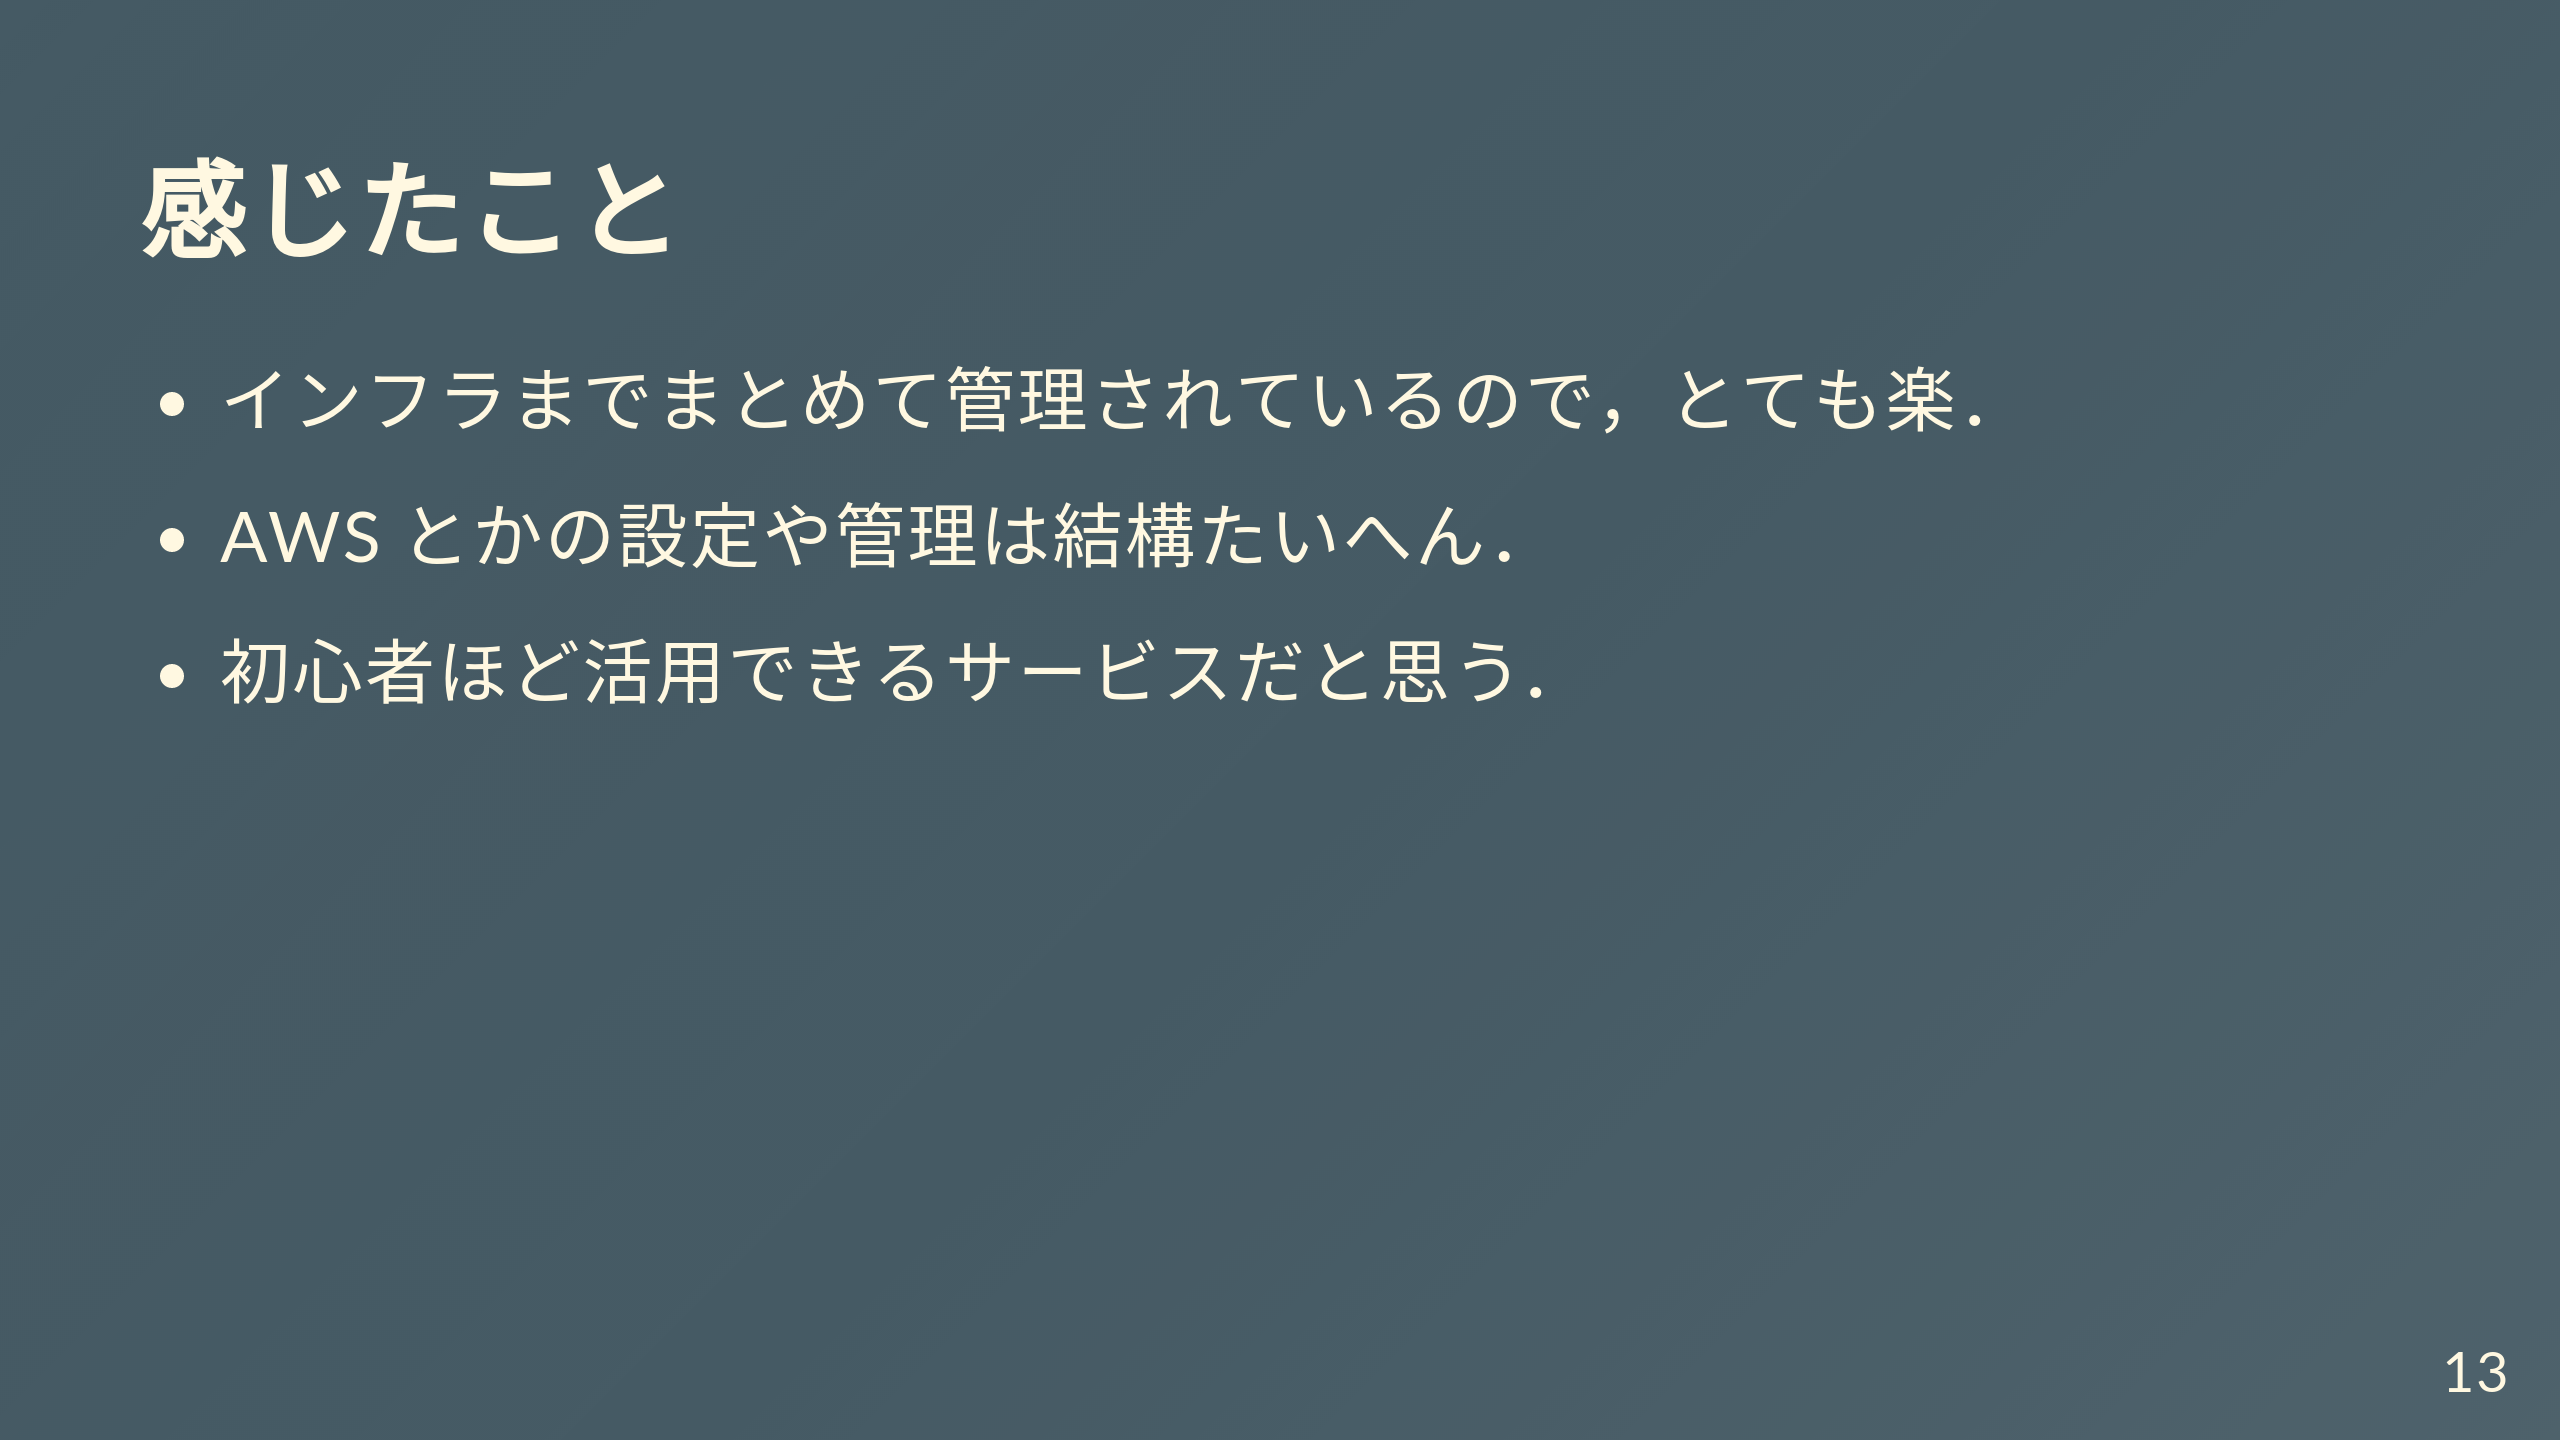 感じたこと
• インフラまでまとめて管理されているので，とても楽．
• AWS とかの設定や管理は結構たいへん．
• 初心者ほど活用できるサービスだと思う．
13